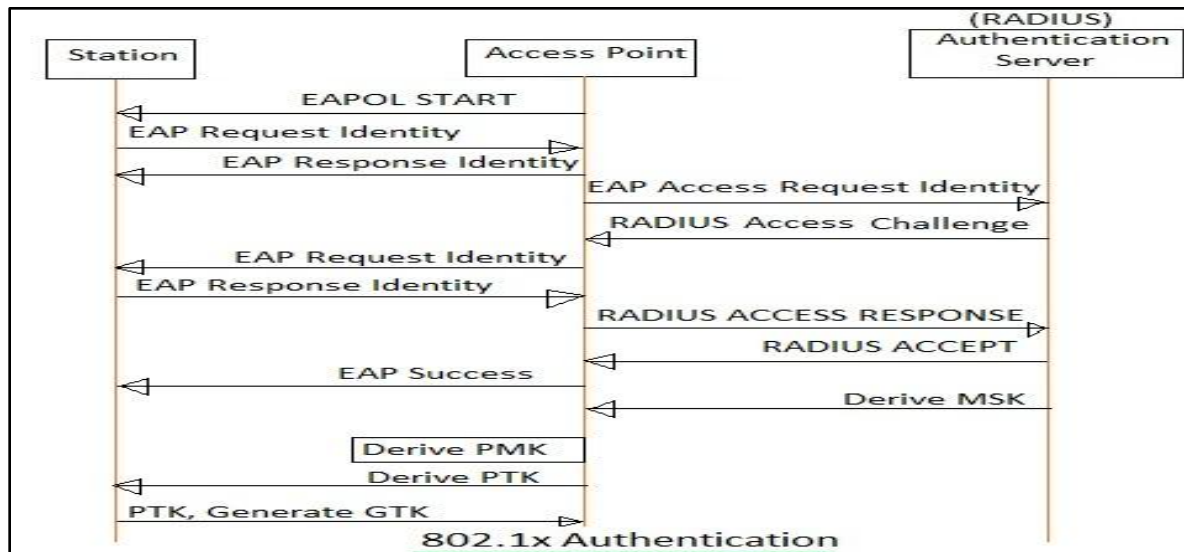 (RADIUS)
Station
Access Point
Authentication
Server
EAPOL START
EAP Request Identity
EAP Response Identity
EAP Access Request Identity
RADIUS Access Challenge
EAP Request Identity
EAP Response Identity
RADIUS ACCESS RESPONSE
RADIUS ACCEPT
EAP Success
Derive MSK
Derive PMK
Derive PTK
PTK, Generate GTK
802.1x Authentication